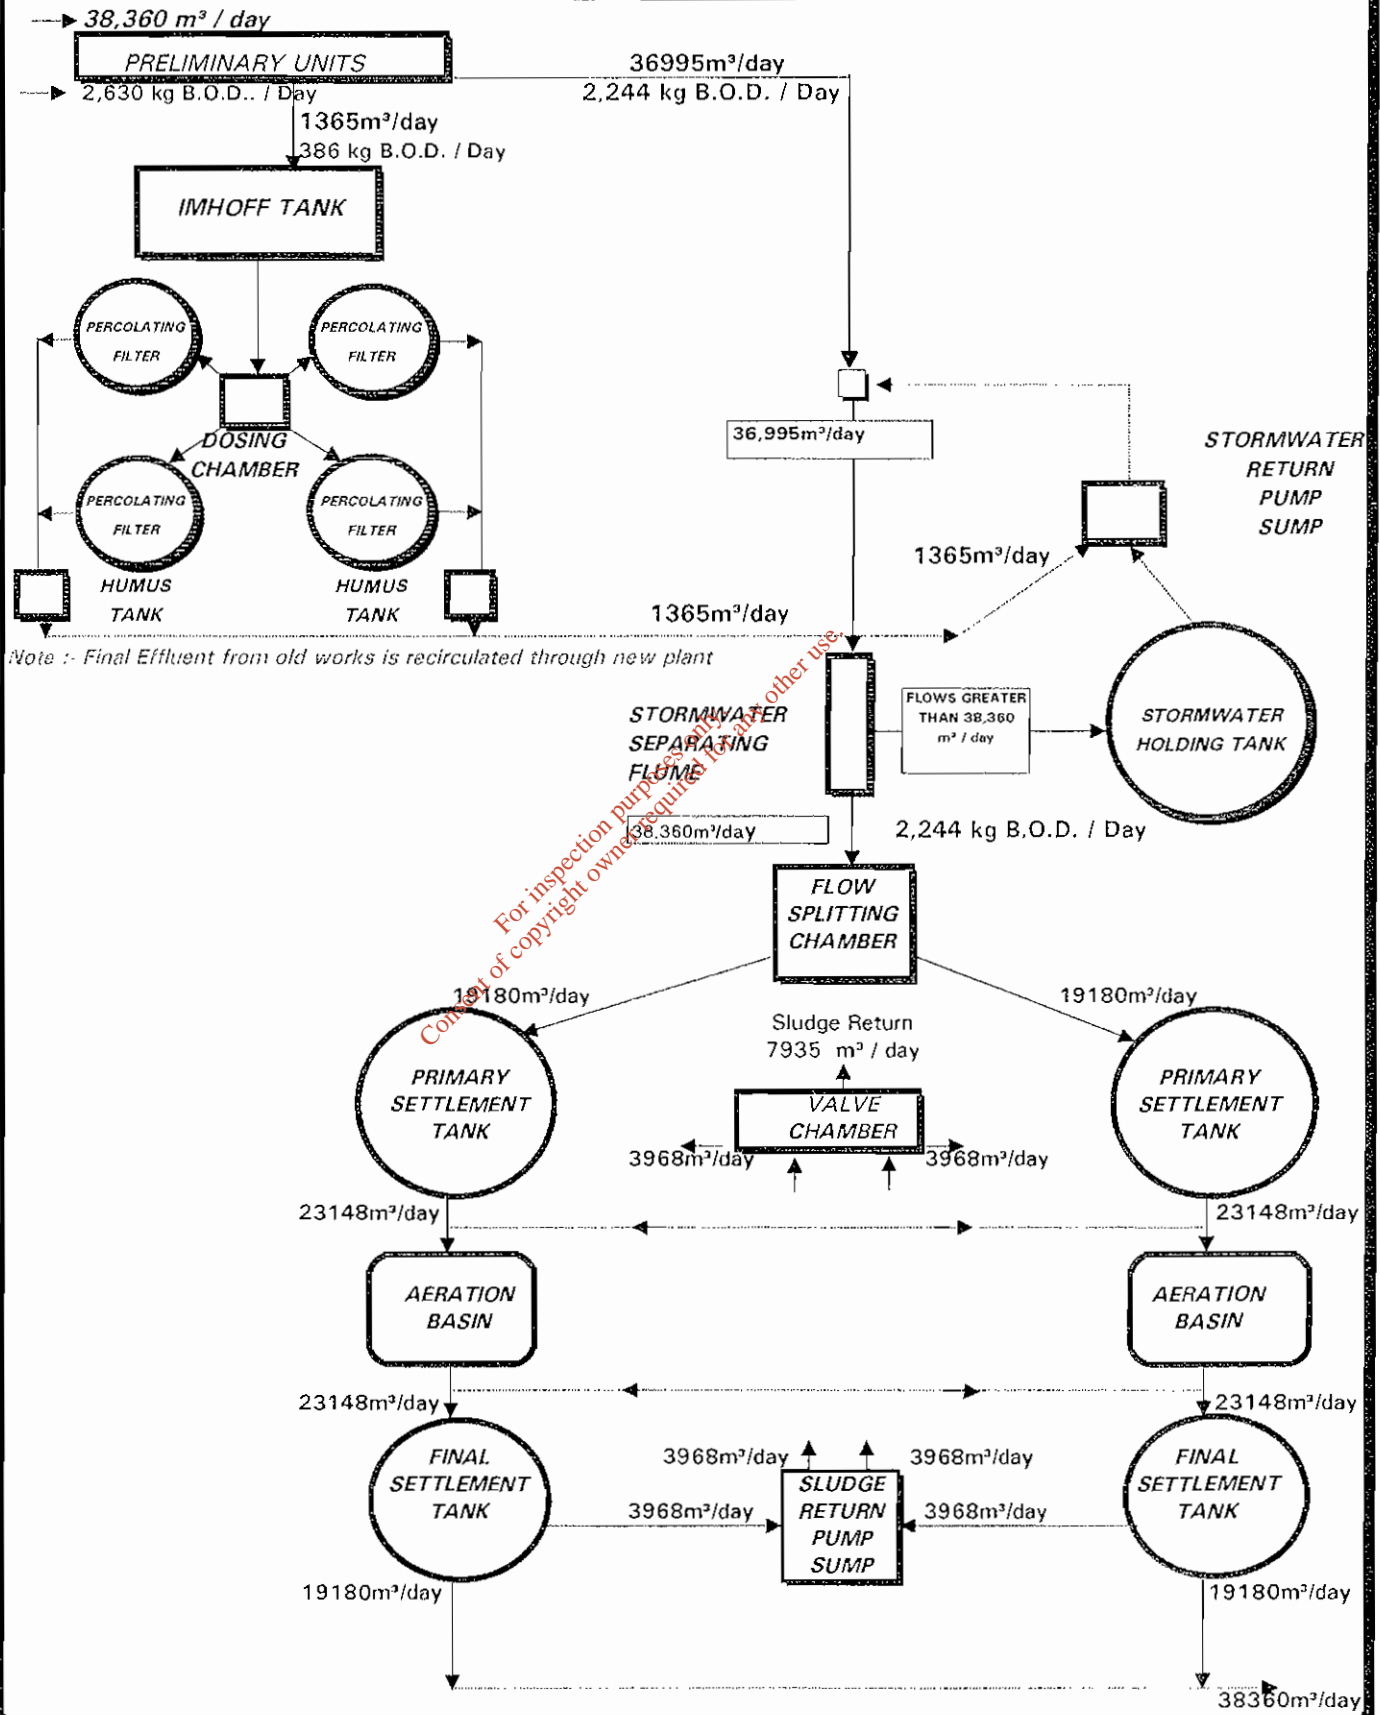 38,360 m³ / day
PRELIMINARY UNITS
36995m³/day
2,630 kg B.O.D.. / Day
2,244 kg B.O.D. / Day
1365m³/day
386 kg B.O.D. / Day
IMHOFF TANK
PERCOLATING
FILTER
PERCOLATING
FILTER
36,995m³/day
DOSING
CHAMBER
STORMWATER
RETURN
PUMP
SUMP
PERCOLATING
FILTER
PERCOLATING
FILTER
1365m³/day
HUMUS
TANK
HUMUS
TANK
1365m³/day
Note :- Final Effluent from old works is recirculated through new plant
STORMWATER
SEPARATING
FLUME
FLOWS GREATER
THAN 38,360
m³ / day
STORMWATER
HOLDING TANK
For inspection purposes only.
Consent of copyright owner required for any other use.
38.360m³/day
2,244 kg B.O.D. / Day
FLOW
SPLITTING
CHAMBER
19180m³/day
19180m³/day
Sludge Return
7935 m³ / day
PRIMARY
SETTLEMENT
TANK
VALVE
CHAMBER
PRIMARY
SETTLEMENT
TANK
3968m³/day
3968m³/day
23148m³/day
23148m³/day
AERATION
BASIN
AERATION
BASIN
23148m³/day
23148m³/day
3968m³/day
3968m³/day
FINAL
SETTLEMENT
TANK
SLUDGE
RETURN
PUMP
SUMP
FINAL
SETTLEMENT
TANK
3968m³/day
3968m³/day
19180m³/day
19180m³/day
38360m³/day